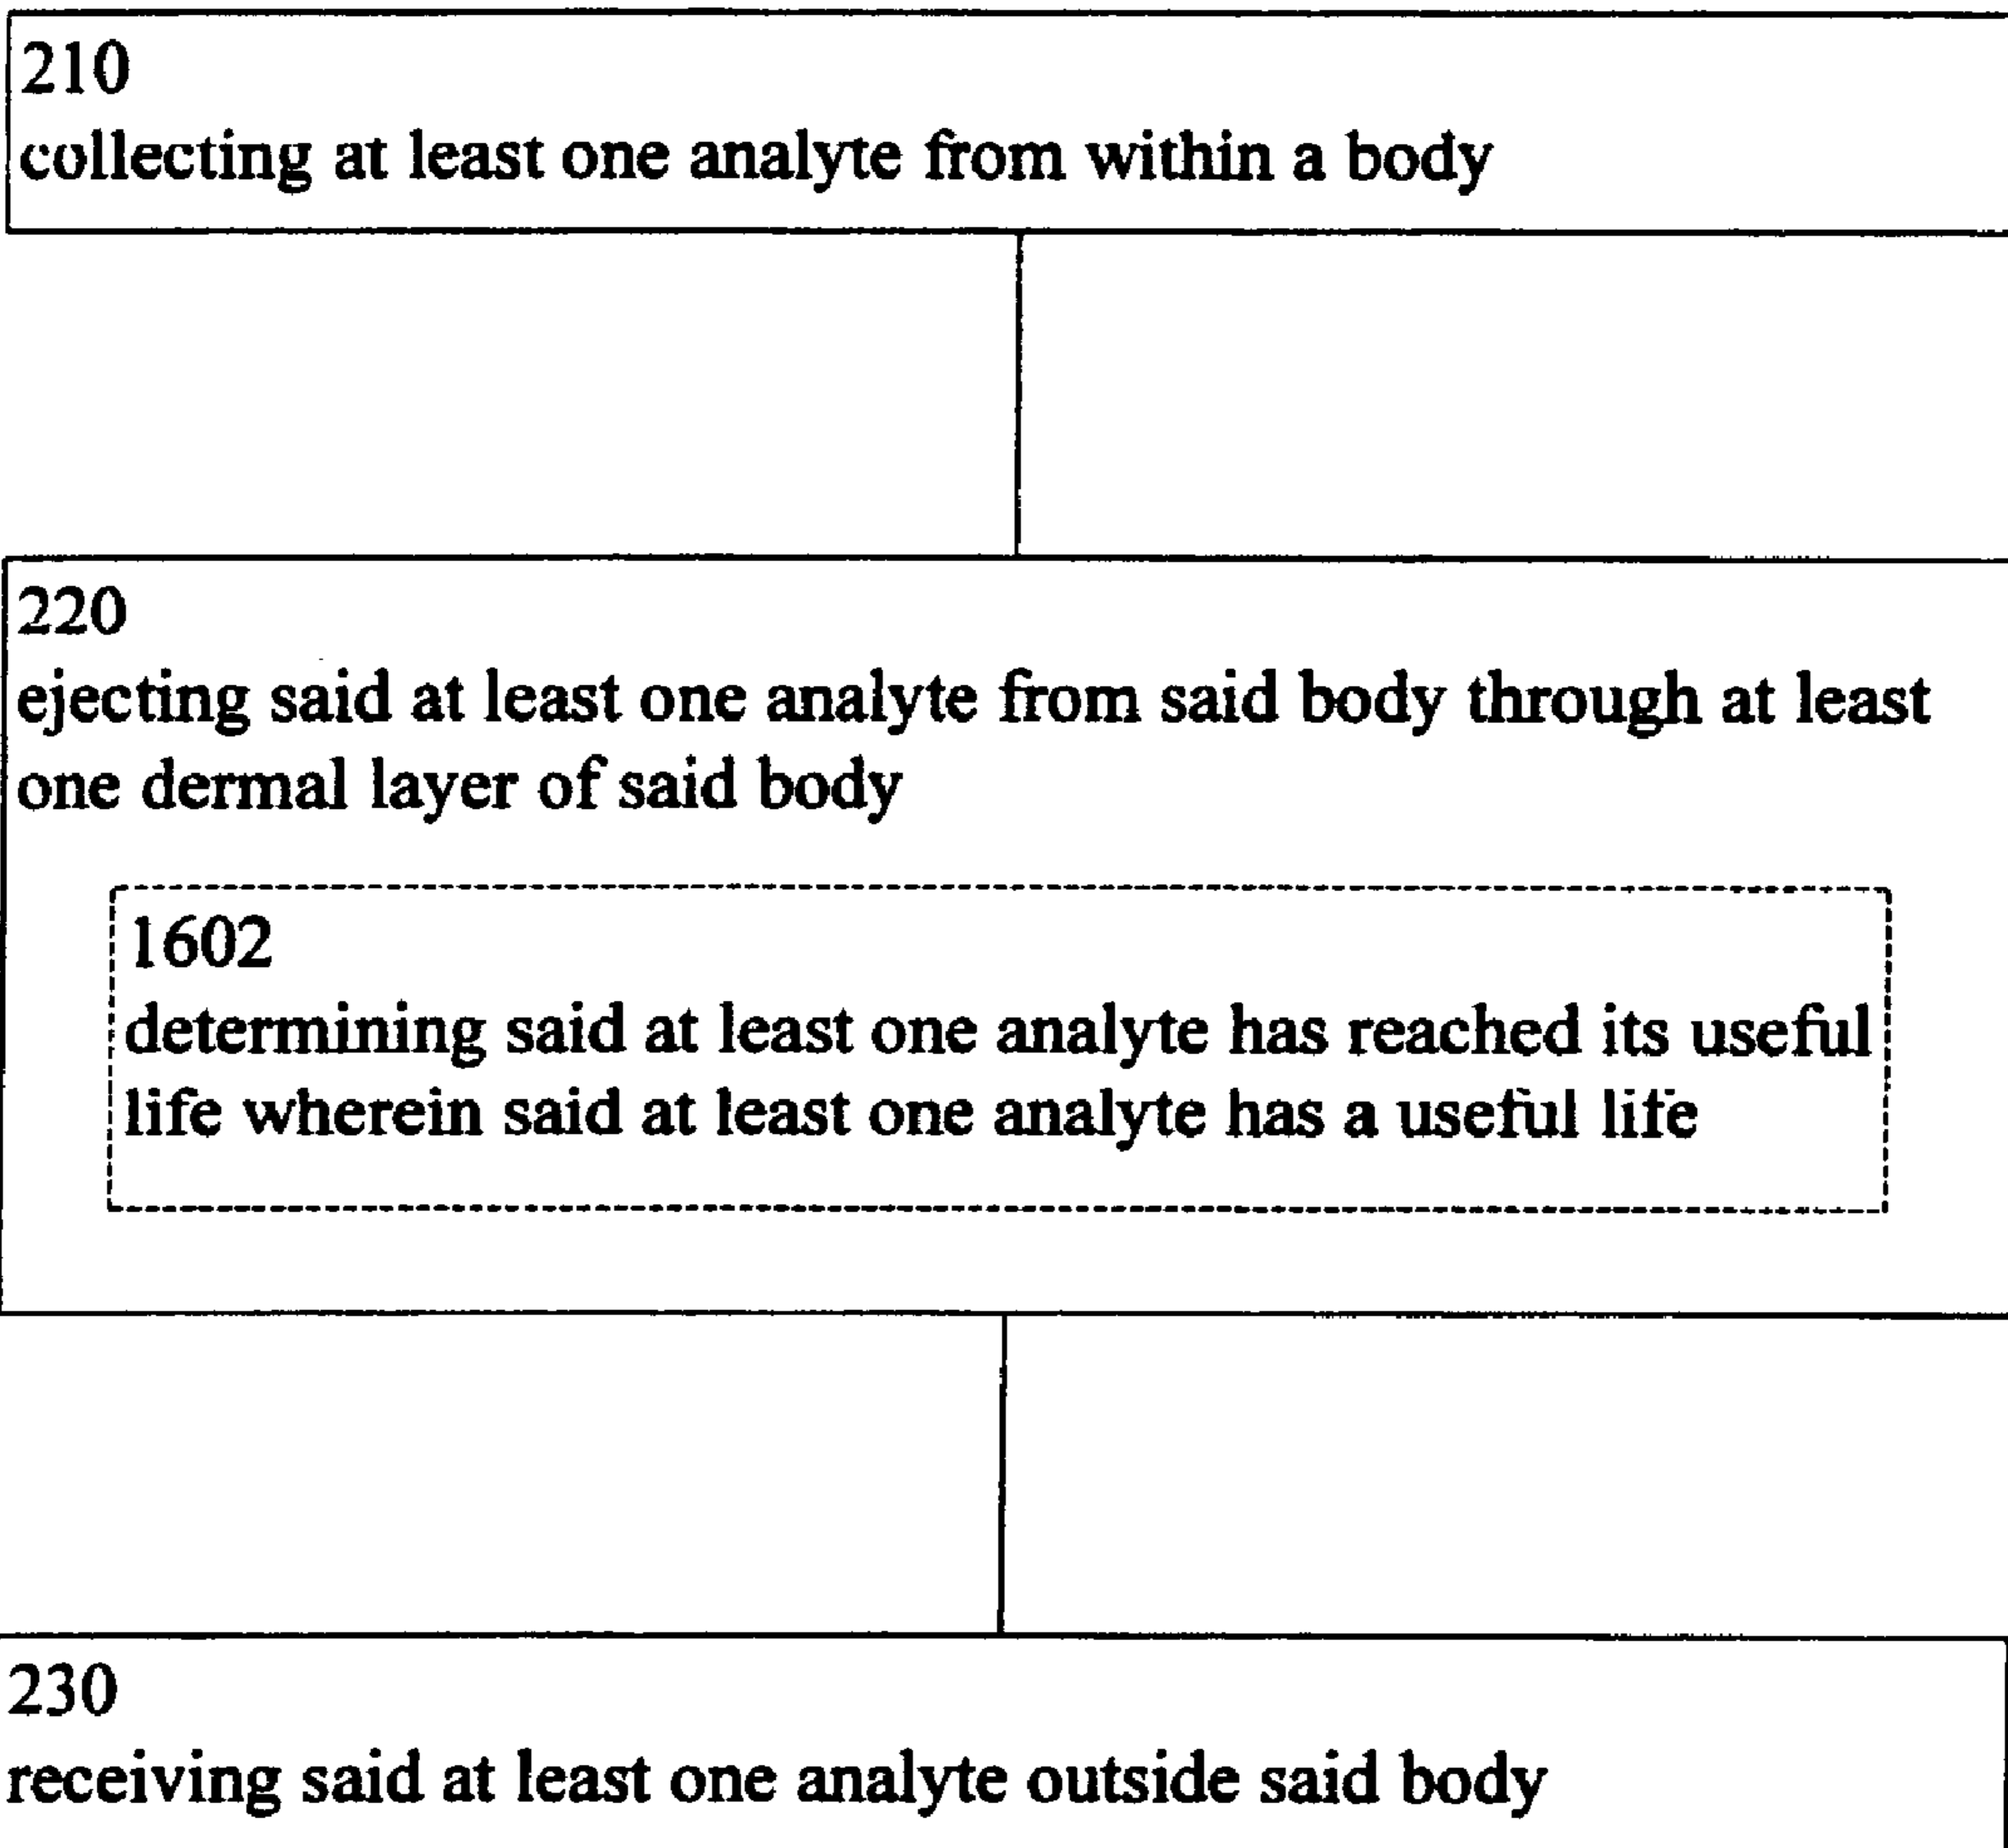 210
collecting at least one analyte from within a body
220
ejecting said at least one analyte from said body through at least
one dermal layer of said body
1602
determining said at least one analyte has reached its useful
life wherein said at least one analyte has a useful life
230
receiving said at least one analyte outside said body